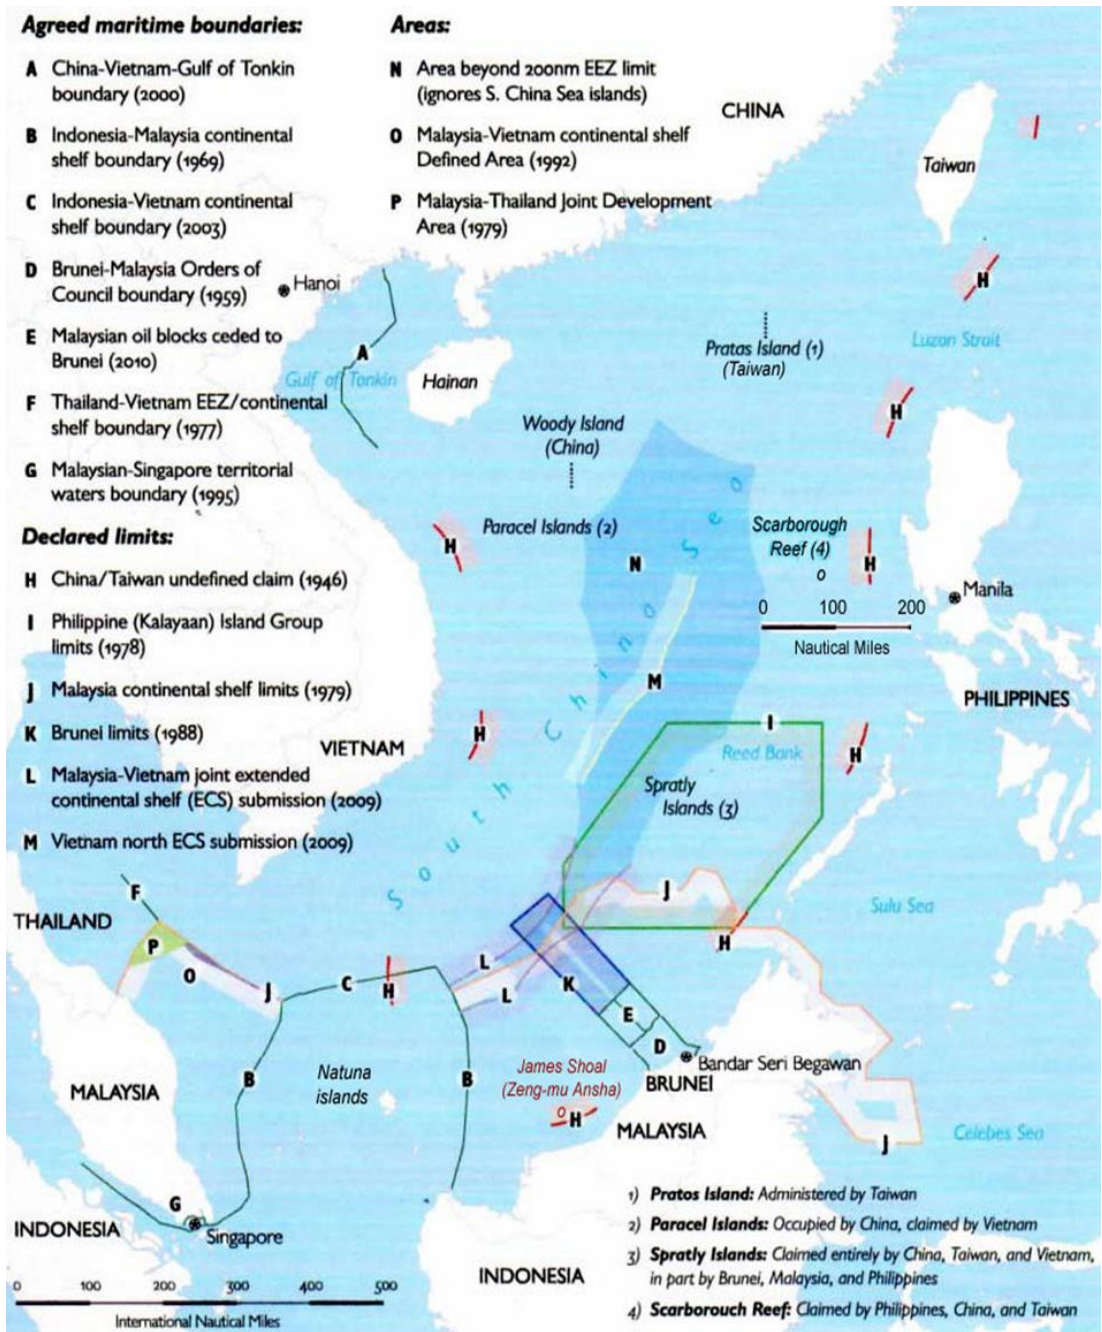 Agreed maritime boundaries:
A China-Vietnam-Gulf of Tonkin
boundary (2000)
B Indonesia-Malaysia continental
shelf boundary (1969)
C Indonesia-Vietnam continental
shelf boundary (2003)
D Brunei-Malaysia Orders of
Council boundary (1959)
E Malaysian oil blocks ceded to
Brunei (2010)
F Thailand-Vietnam EEZ/continental
shelf boundary (1977)
G Malaysian-Singapore territorial
waters boundary (1995)
Declared limits:
H China/Taiwan undefined claim (1946)
I Philippine (Kalayaan) Island Group
limits (1978)
J Malaysia continental shelf limits (1979)
K Brunei limits (1988)
L Malaysia-Vietnam joint extended
continental shelf (ECS) submission (2009)
M Vietnam north ECS submission (2009)
Areas:
N Area beyond 200nm EEZ limit
(ignores S. China Sea islands)
O Malaysia-Vietnam continental shelf
Defined Area (1992)
P Malaysia-Thailand Joint Development
Area (1979)
CHINA
Taiwan
Hanoi
H
Luzon Strait
Pratas Island (1)
(Taiwan)
A
Gulf of Tonkin
Hainan
H
Woody Island
(China)
Paracel Islands (2)
H
Scarborough
Reef (4)
H
N
Manila
0 100 200
Nautical Miles
M
South China Sea
PHILIPPINES
VIETNAM
H
I
Reed Bank
H
Spratly
Islands (3)
F
THAILAND
J
Sulu Sea
H
P
O
J
C
H
L
L
K
E
D
Bandar Seri Begawan
BRUNEI
MALAYSIA
B
Natuna
islands
B
James Shoal
(Zeng-mu Ansha)
H
MALAYSIA
Celebes Sea
J
G
Singapore
INDONESIA
INDONESIA
0 100 200 300 400 500
International Nautical Miles
1) Pratos Island: Administered by Taiwan
2) Paracel Islands: Occupied by China, claimed by Vietnam
3) Spratly Islands: Claimed entirely by China, Taiwan, and Vietnam,
in part by Brunei, Malaysia, and Philippines
4) Scarborouch Reef: Claimed by Philippines, China, and Taiwan